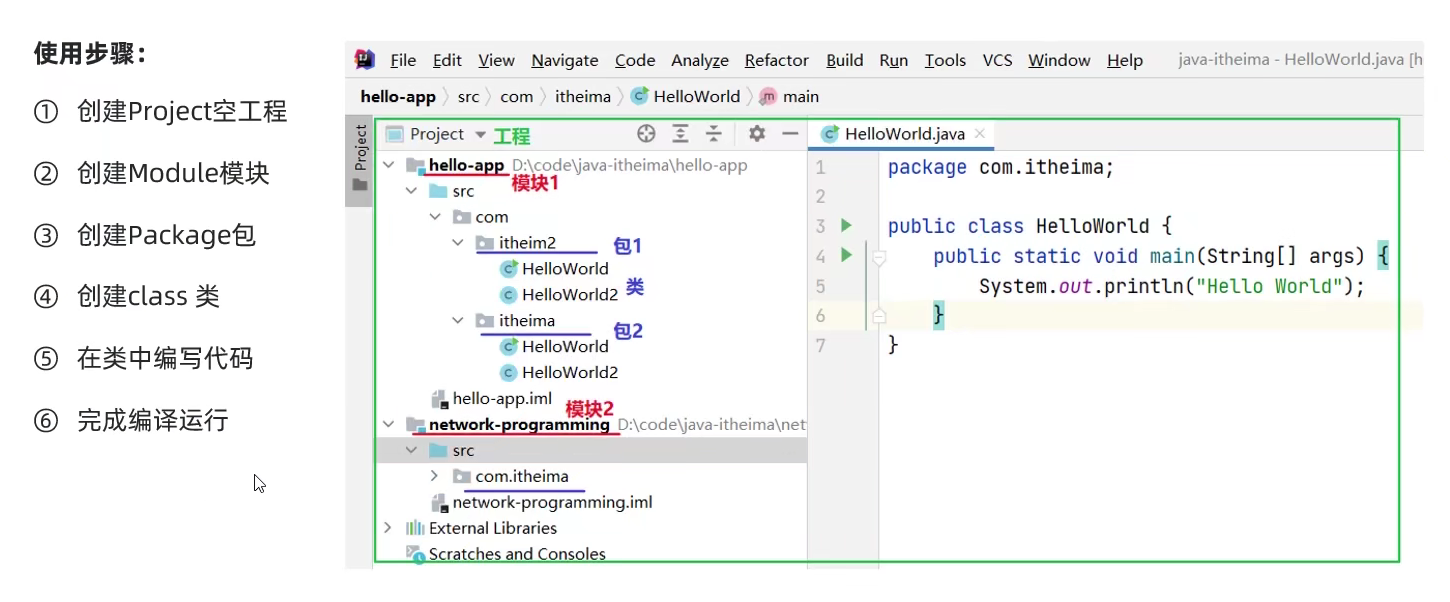 使用步骤：
① 创建Project空工程
② 创建Module模块
③ 创建Package包
④ 创建class 类
⑤ 在类中编写代码
⑥ 完成编译运行
File Edit View Navigate Code Analyze Refactor Build Run Tools VCS Window Help java-itheima - HelloWorld.java [h
hello-app src com itheima HelloWorld main
Project
Project 工程
hello-app D:\code\java-itheima\hello-app
模块1
src
com
itheim2 包1
HelloWorld
HelloWorld2 类
itheima
包2
HelloWorld
HelloWorld2
hello-app.iml
模块2
network-programming D:\code\java-itheima\net
src
com.itheima
network-programming.iml
External Libraries
Scratches and Consoles
HelloWorld.java
1 package com.itheima;
2
3 public class HelloWorld {
4 public static void main(String[] args) {
5 System.out.println("Hello World");
6 }
7 }